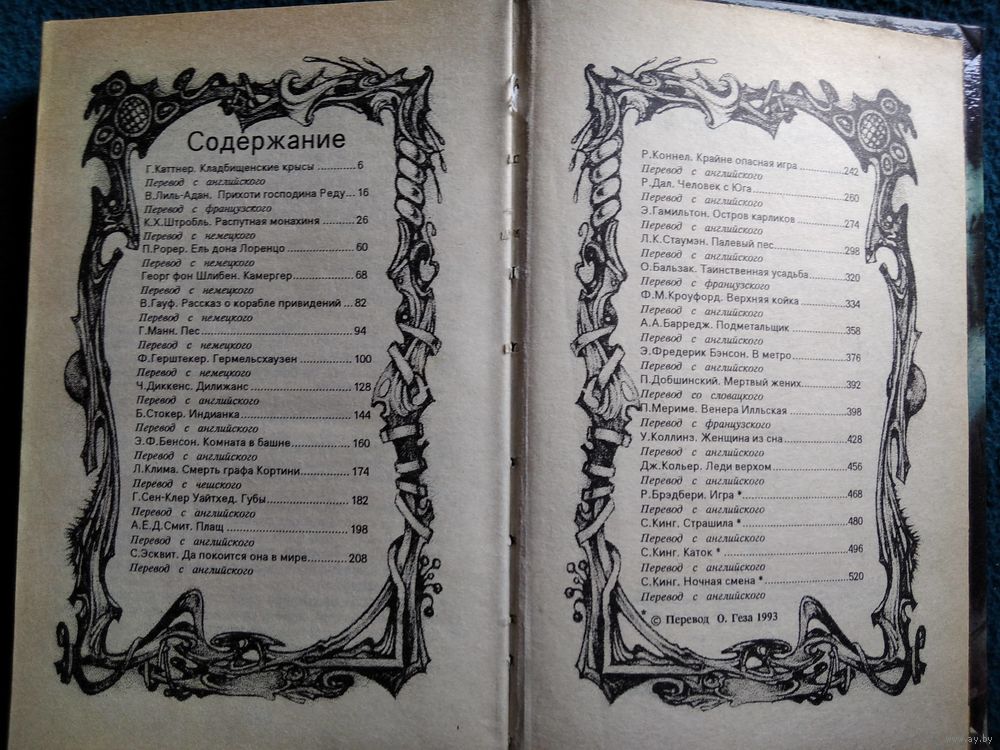 Содержание
Г.Каттнер. Кладбищенские крысы ...........6
Перевод с английского
В.Лиль-Адан. Прихоти господина Реду...16
Перевод с французского
К.Х.Штробль. Распутная монахиня ..........26
Перевод с немецкого
П.Рорер. Ель дона Лоренцо ....................60
Перевод с немецкого
Георг фон Шлибен. Камергер..................68
Перевод с немецкого
В.Гауф. Рассказ о корабле привидений ...82
Перевод с немецкого
Г.Манн. Пес.............................................94
Перевод с немецкого
Ф.Герштекер. Гермельсхаузен ..............100
Перевод с немецкого
Ч.Диккенс. Дилижанс ............................128
Перевод с английского
Б.Стокер. Индианка ..............................144
Перевод с английского
Э.Ф.Бенсон. Комната в башне................160
Перевод с английского
Л.Клима. Смерть графа Кортини.............174
Перевод с чешского
Г.Сен-Клер Уайтхед. Губы......................182
Перевод с английского
А.Е.Д.Смит. Плащ .................................198
Перевод с английского
С.Эсквит. Да покоится она в мире...........208
Перевод с английского
Р.Коннел. Крайне опасная игра ............242
Перевод с английского
Р.Дал. Человек с Юга............................260
Перевод с английского
Э.Гамильтон. Остров карликов ..............274
Перевод с английского
Л.К.Стаумэн. Палевый пес.....................298
Перевод с английского
О.Бальзак. Таинственная усадьба..........320
Перевод с французского
Ф.М.Кроуфорд. Верхняя койка ..............334
Перевод с английского
А.А.Барредж. Подметальщик ................358
Перевод с английского
Э.Фредерик Бэнсон. В метро.................376
Перевод с английского
П.Добшинский. Мертвый жених..............392
Перевод со словацкого
П.Мериме. Венера Илльская .................398
Перевод с французского
У.Коллинз. Женщина из сна...................428
Перевод с английского
Дж.Кольер. Леди верхом ......................456
Перевод с английского
Р.Брэдбери. Игра *................................468
Перевод с английского
С.Кинг. Страшила *...............................480
Перевод с английского
С.Кинг. Каток * .....................................496
Перевод с английского
С.Кинг. Ночная смена *.........................520
Перевод с английского
* © Перевод О. Геза 1993
www.ay.by